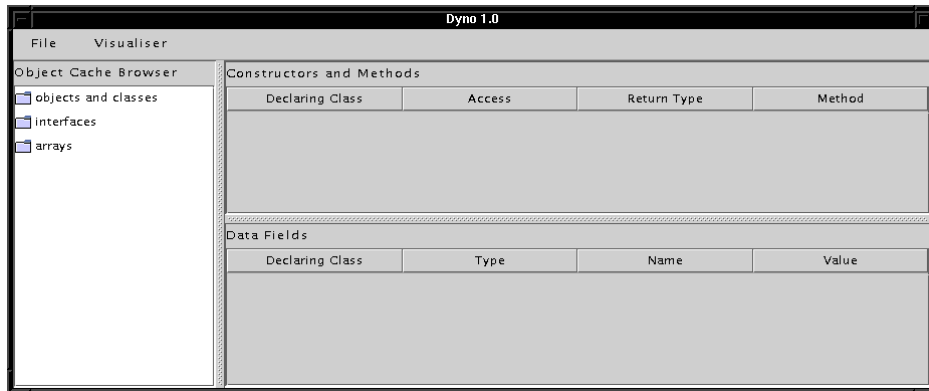 Dyno 1.0
File Visualiser
Object Cache Browser
objects and classes
interfaces
arrays
Constructors and Methods
Declaring Class Access Return Type Method
Data Fields
Declaring Class Type Name Value